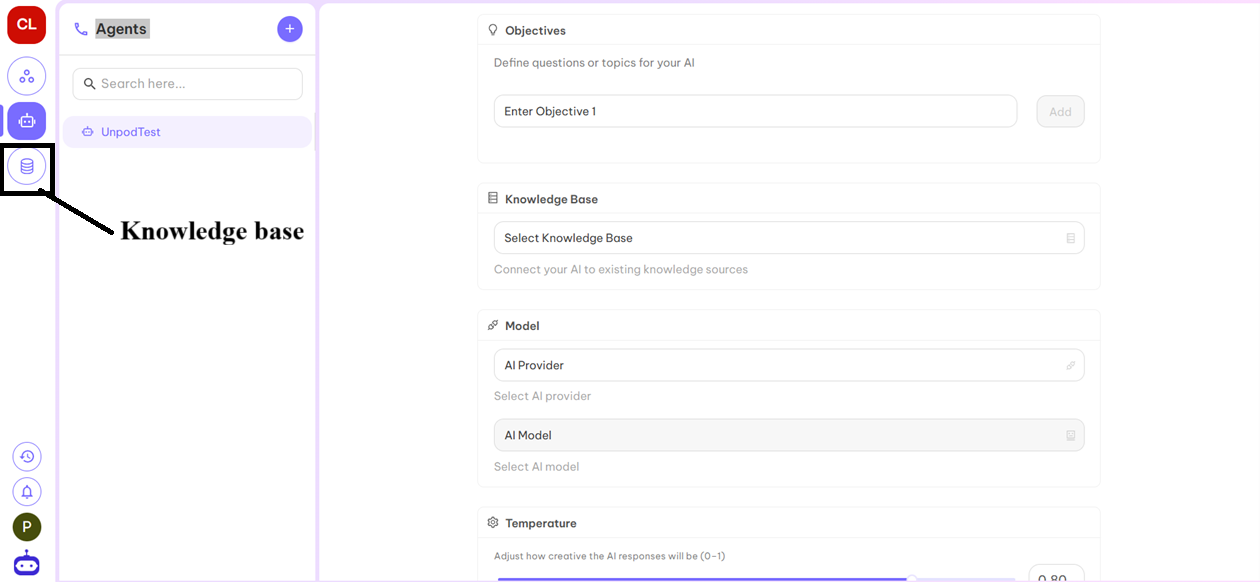 CL
Agents
+
Search here...
UnpodTest
Knowledge base
P
Objectives
Define questions or topics for your AI
Enter Objective 1
Add
Knowledge Base
Select Knowledge Base
Connect your AI to existing knowledge sources
Model
AI Provider
Select AI provider
AI Model
Select AI model
Temperature
Adjust how creative the AI responses will be (0–1)
0.80